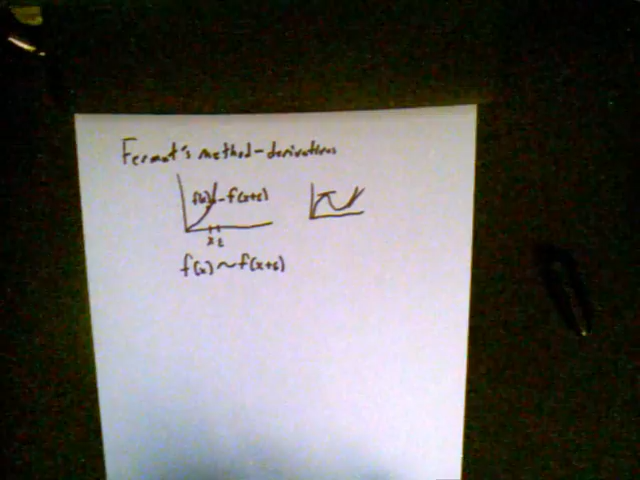 Fermat's method-derivatives
f(x) - f(x+ε)
x ε
f(x) ~ f(x+ε)